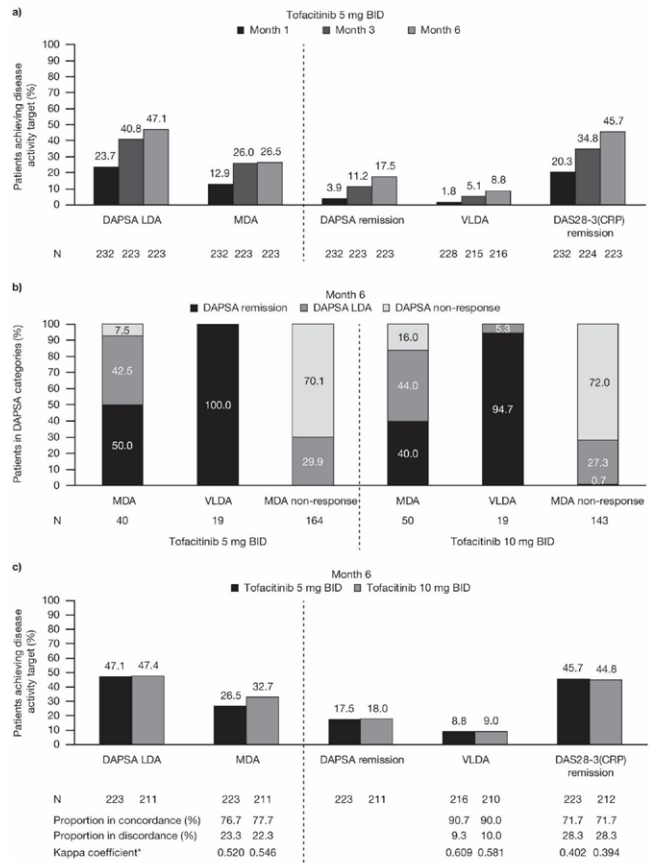 a)
Tofacitinib 5 mg BID
Month 1 Month 3 Month 6
Patients achieving disease
activity target (%)
100
90
80
70
60
50
40
30
20
10
0
23.7 40.8 47.1 12.9 26.0 26.5 3.9 11.2 17.5 1.8 5.1 8.8 20.3 34.8 45.7
DAPSA LDA MDA DAPSA remission VLDA DAS28-3(CRP)
remission
N 232 223 223 232 223 223 232 223 223 228 215 216 232 224 223
b)
Month 6
DAPSA remission DAPSA LDA DAPSA non-response
Patients in DAPSA categories (%)
100
90
80
70
60
50
40
30
20
10
0
7.5 16.0 5.3
42.5 70.1 44.0 72.0
50.0 100.0 29.9 40.0 94.7 27.3
0.7
MDA VLDA MDA non-response MDA VLDA MDA non-response
N 40 19 164 50 19 143
Tofacitinib 5 mg BID Tofacitinib 10 mg BID
c)
Month 6
Tofacitinib 5 mg BID Tofacitinib 10 mg BID
Patients achieving disease
activity target (%)
100
90
80
70
60
50
40
30
20
10
0
47.1 47.4 26.5 32.7 17.5 18.0 8.8 9.0 45.7 44.8
DAPSA LDA MDA DAPSA remission VLDA DAS28-3(CRP)
remission
N 223 211 223 211 223 211 216 210 223 212
Proportion in concordance (%) 76.7 77.7 90.7 90.0 71.7 71.7
Proportion in discordance (%) 23.3 22.3 9.3 10.0 28.3 28.3
Kappa coefficient* 0.520 0.546 0.609 0.581 0.402 0.394